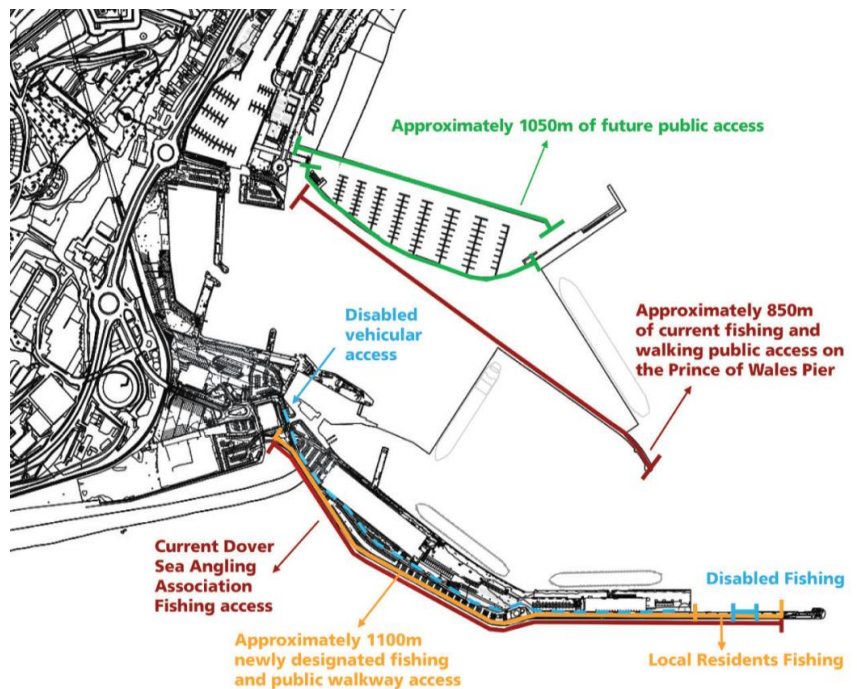 Approximately 1050m of future public access
Disabled
vehicular
access
Approximately 850m
of current fishing and
walking public access on
the Prince of Wales Pier
Current Dover
Sea Angling
Association
Fishing access
Disabled Fishing
Approximately 1100m
newly designated fishing
and public walkway access
Local Residents Fishing